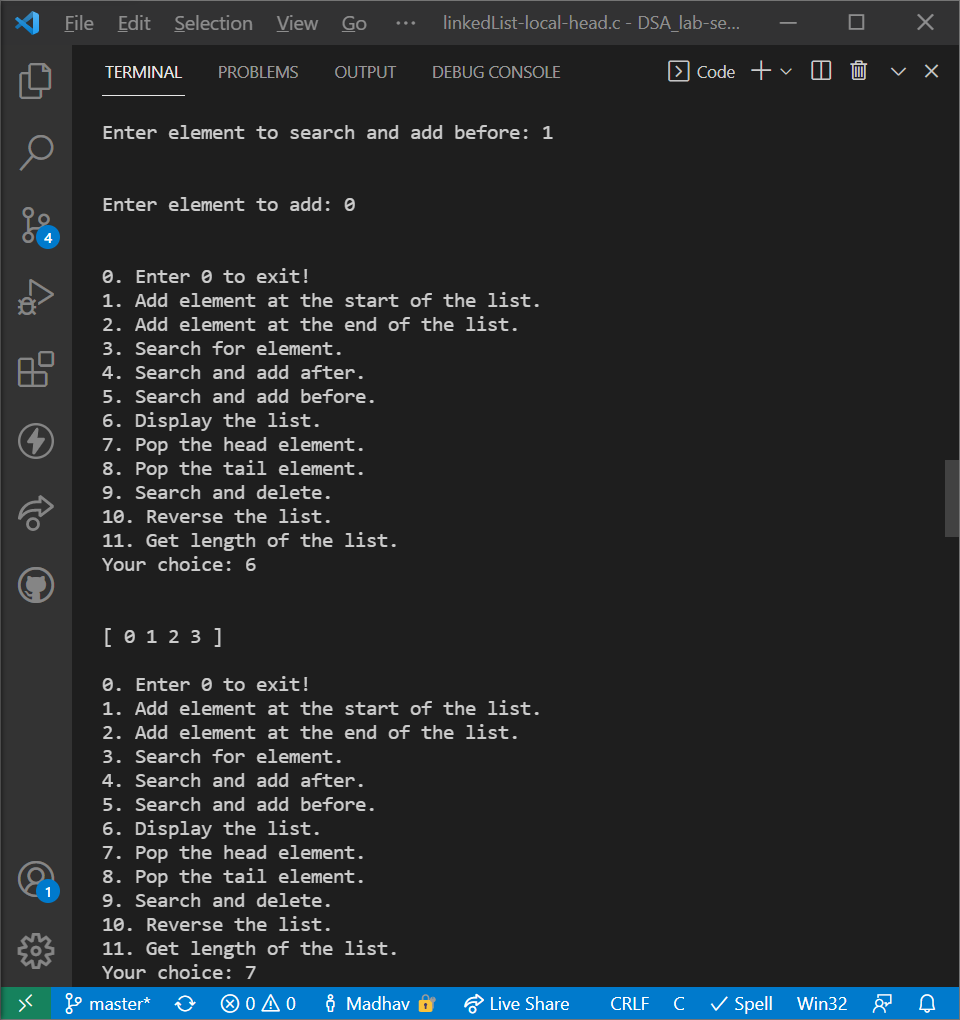 File Edit Selection View Go ··· linkedList-local-head.c - DSA_lab-se...
TERMINAL PROBLEMS OUTPUT DEBUG CONSOLE Code
Enter element to search and add before: 1
Enter element to add: 0
4
0. Enter 0 to exit!
1. Add element at the start of the list.
2. Add element at the end of the list.
3. Search for element.
4. Search and add after.
5. Search and add before.
6. Display the list.
7. Pop the head element.
8. Pop the tail element.
9. Search and delete.
10. Reverse the list.
11. Get length of the list.
Your choice: 6
[ 0 1 2 3 ]
0. Enter 0 to exit!
1. Add element at the start of the list.
2. Add element at the end of the list.
3. Search for element.
4. Search and add after.
5. Search and add before.
6. Display the list.
7. Pop the head element.
8. Pop the tail element.
1
9. Search and delete.
10. Reverse the list.
11. Get length of the list.
Your choice: 7
master* 0 0 Madhav Live Share CRLF C Spell Win32